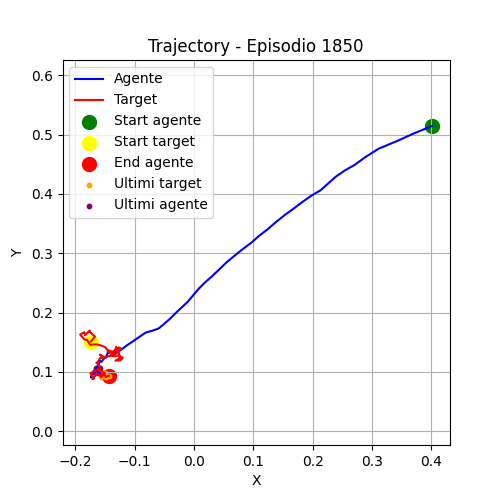 Trajectory - Episodio 1850
Agente
Target
Start agente
Start target
End agente
Ultimi target
Ultimi agente
0.6
0.5
0.4
0.3
0.2
0.1
0.0
Y
−0.2 −0.1 0.0 0.1 0.2 0.3 0.4
X